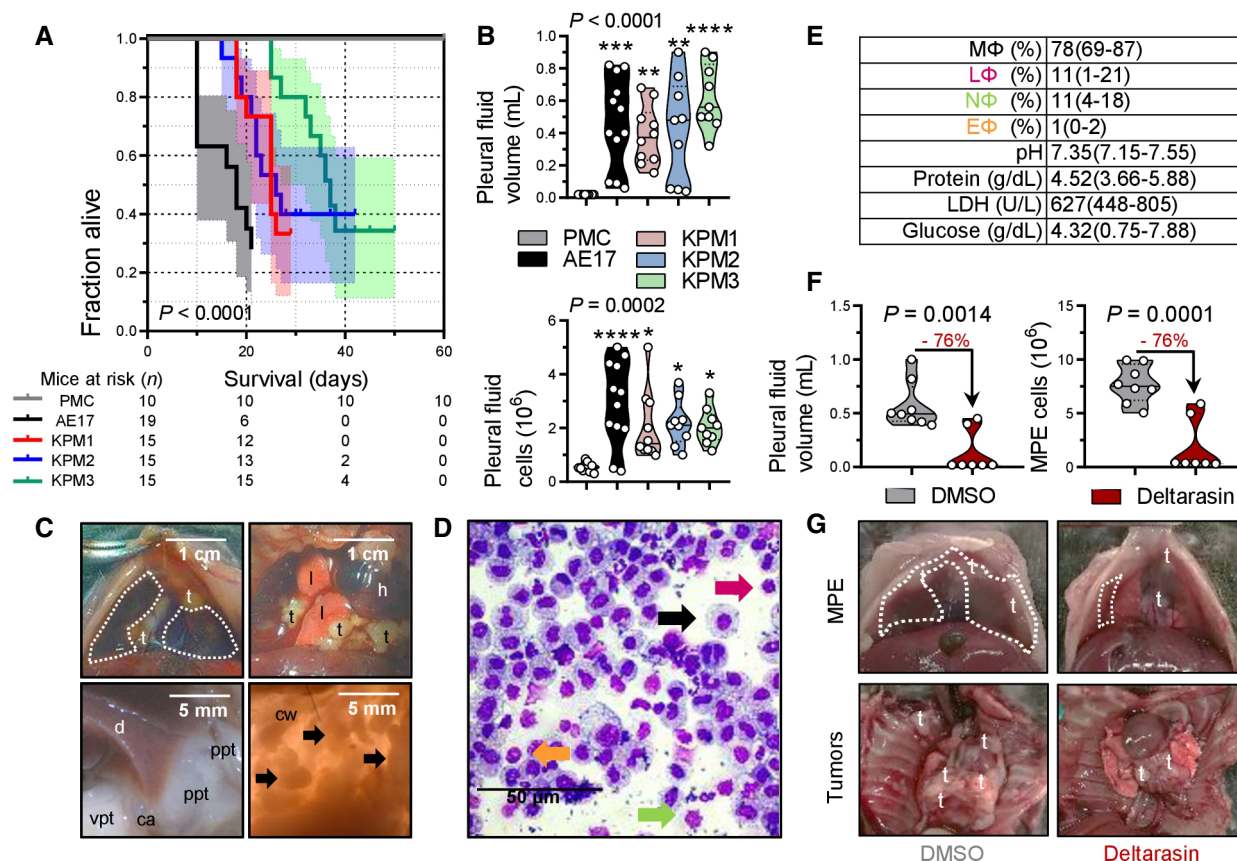 A
1.0
0.8
0.6
0.4
0.2
0.0
Fraction alive
P < 0.0001
0 20 40 60
Survival (days)
Mice at risk (n)
PMC 10 10 10 10
AE17 19 6 0 0
KPM1 15 12 0 0
KPM2 15 13 2 0
KPM3 15 15 4 0
B
P < 0.0001
*** ** ** ****
1.0
0.8
0.6
0.4
0.2
0.0
Pleural fluid
volume (mL)
PMC
AE17
KPM1
KPM2
KPM3
P = 0.0002
**** * * *
6
4
2
0
Pleural fluid
cells (10⁶)
E
MΦ (%) 78(69-87)
LΦ (%) 11(1-21)
NΦ (%) 11(4-18)
EΦ (%) 1(0-2)
pH 7.35(7.15-7.55)
Protein (g/dL) 4.52(3.66-5.88)
LDH (U/L) 627(448-805)
Glucose (g/dL) 4.32(0.75-7.88)
F
P = 0.0014
- 76%
1.5
1.0
0.5
0.0
Pleural fluid
volume (mL)
P = 0.0001
- 76%
15
10
5
0
MPE cells (10⁶)
DMSO
Deltarasin
C
1 cm
t
t
1 cm
l
h
t
l
t
t
5 mm
d
ppt
ppt
vpt
ca
5 mm
cw
D
50 µm
G
MPE
t
t
t
t
Tumors
t
t
t
t
t
t
DMSO
Deltarasin